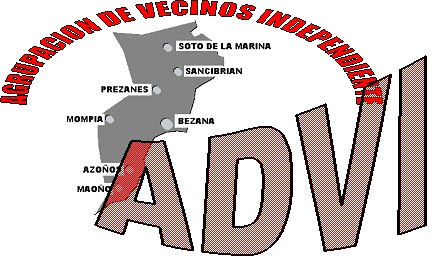 AGRUPACION DE VECINOS INDEPENDIENTES
SOTO DE LA MARINA
SANCIBRIAN
PREZANES
MOMPIA
BEZANA
AZOÑOS
MAOÑO
ADVI